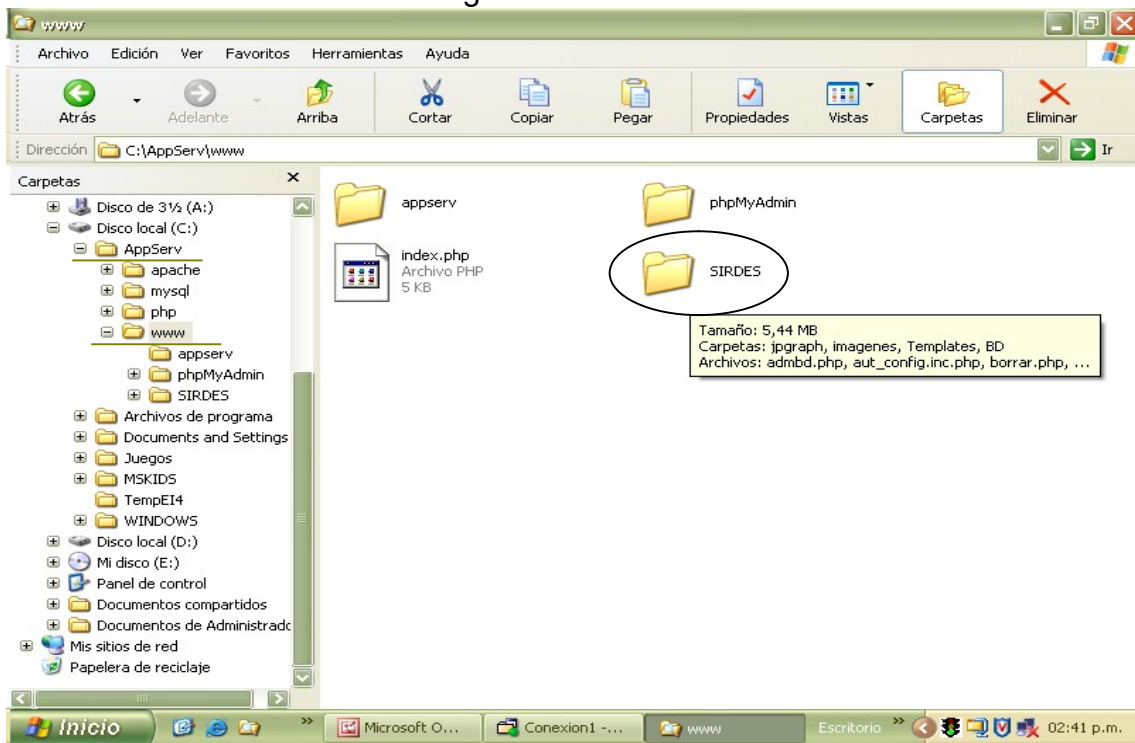 www
Archivo Edición Ver Favoritos Herramientas Ayuda
Atrás Adelante Arriba Cortar Copiar Pegar Propiedades Vistas Carpetas Eliminar
Dirección C:\AppServ\www Ir
Carpetas
Disco de 3½ (A:)
Disco local (C:)
AppServ
apache
mysql
php
www
appserv
phpMyAdmin
SIRDES
Archivos de programa
Documents and Settings
Juegos
MSKIDS
TempEI4
WINDOWS
Disco local (D:)
Mi disco (E:)
Panel de control
Documentos compartidos
Documentos de Administrad
Mis sitios de red
Papelera de reciclaje
appserv
phpMyAdmin
index.php
Archivo PHP
5 KB
SIRDES
Tamaño: 5,44 MB
Carpetas: jpgraph, imagenes, Templates, BD
Archivos: admbd.php, aut_config.inc.php, borrar.php, ...
Inicio » Microsoft O... Conexion1 -... www Escritorio » 02:41 p.m.